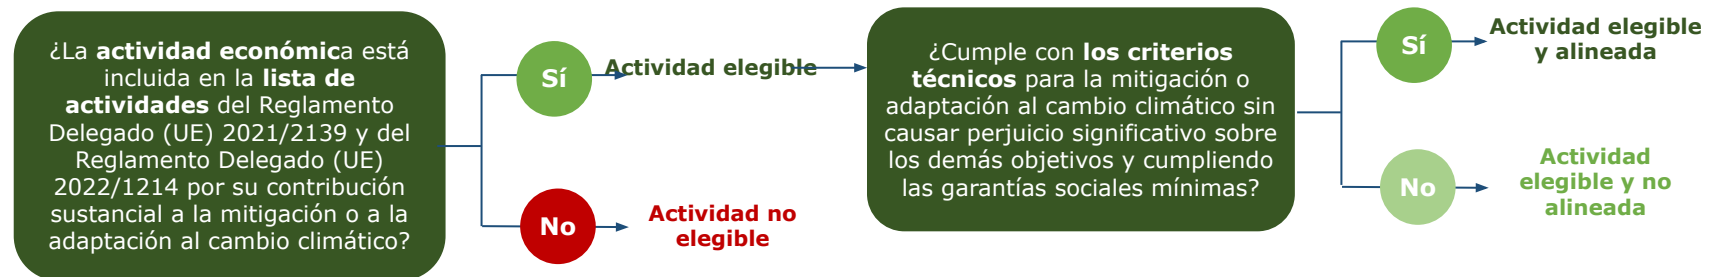 ¿La actividad económica está
incluida en la lista de
actividades del Reglamento
Delegado (UE) 2021/2139 y del
Reglamento Delegado (UE)
2022/1214 por su contribución
sustancial a la mitigación o a la
adaptación al cambio climático?
Sí
Actividad elegible
No
Actividad no
elegible
¿Cumple con los criterios
técnicos para la mitigación o
adaptación al cambio climático sin
causar perjuicio significativo sobre
los demás objetivos y cumpliendo
las garantías sociales mínimas?
Sí
Actividad elegible
y alineada
No
Actividad
elegible y no
alineada